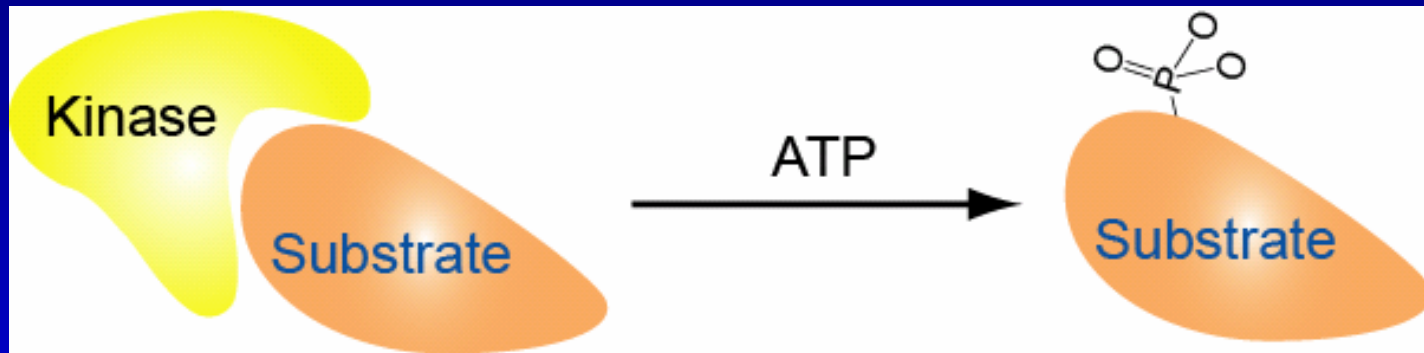 Kinase
Substrate
ATP
O
O
O
P
Substrate